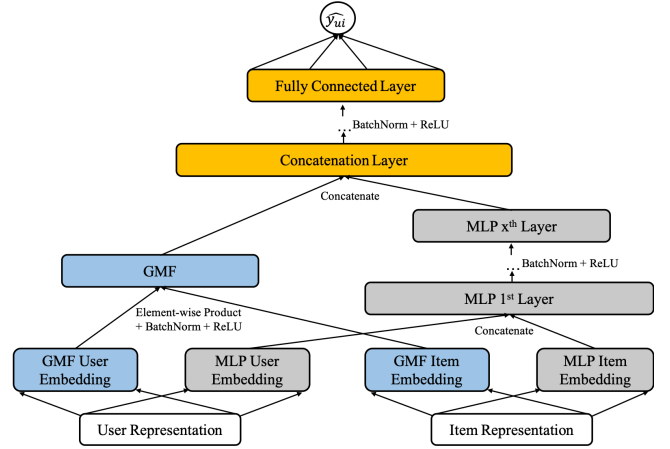 ŷui
Fully Connected Layer
... BatchNorm + ReLU
Concatenation Layer
Concatenate
MLP xth Layer
... BatchNorm + ReLU
GMF
MLP 1st Layer
Element-wise Product
+ BatchNorm + ReLU
Concatenate
GMF User
Embedding
MLP User
Embedding
GMF Item
Embedding
MLP Item
Embedding
User Representation
Item Representation